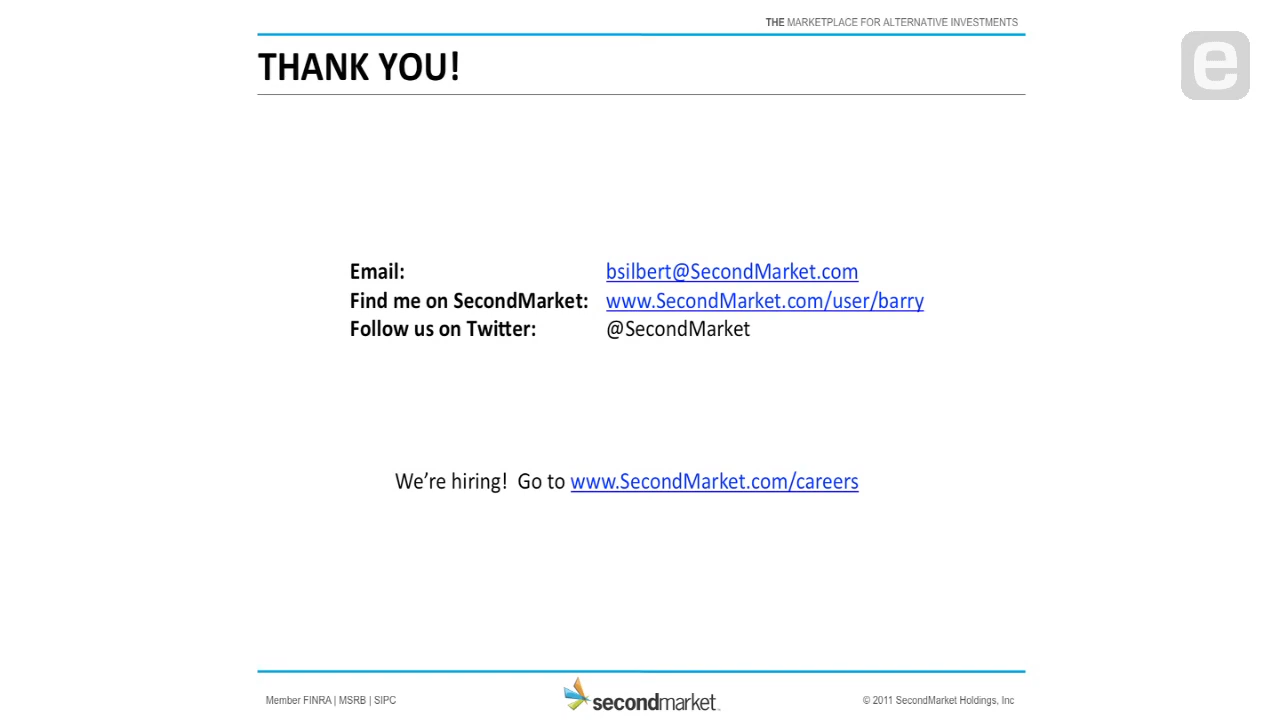 THE MARKETPLACE FOR ALTERNATIVE INVESTMENTS
e
THANK YOU!
Email: bsilbert@SecondMarket.com
Find me on SecondMarket: www.SecondMarket.com/user/barry
Follow us on Twitter: @SecondMarket
We’re hiring!  Go to www.SecondMarket.com/careers
Member FINRA | MSRB | SIPC
secondmarket™
© 2011 SecondMarket Holdings, Inc